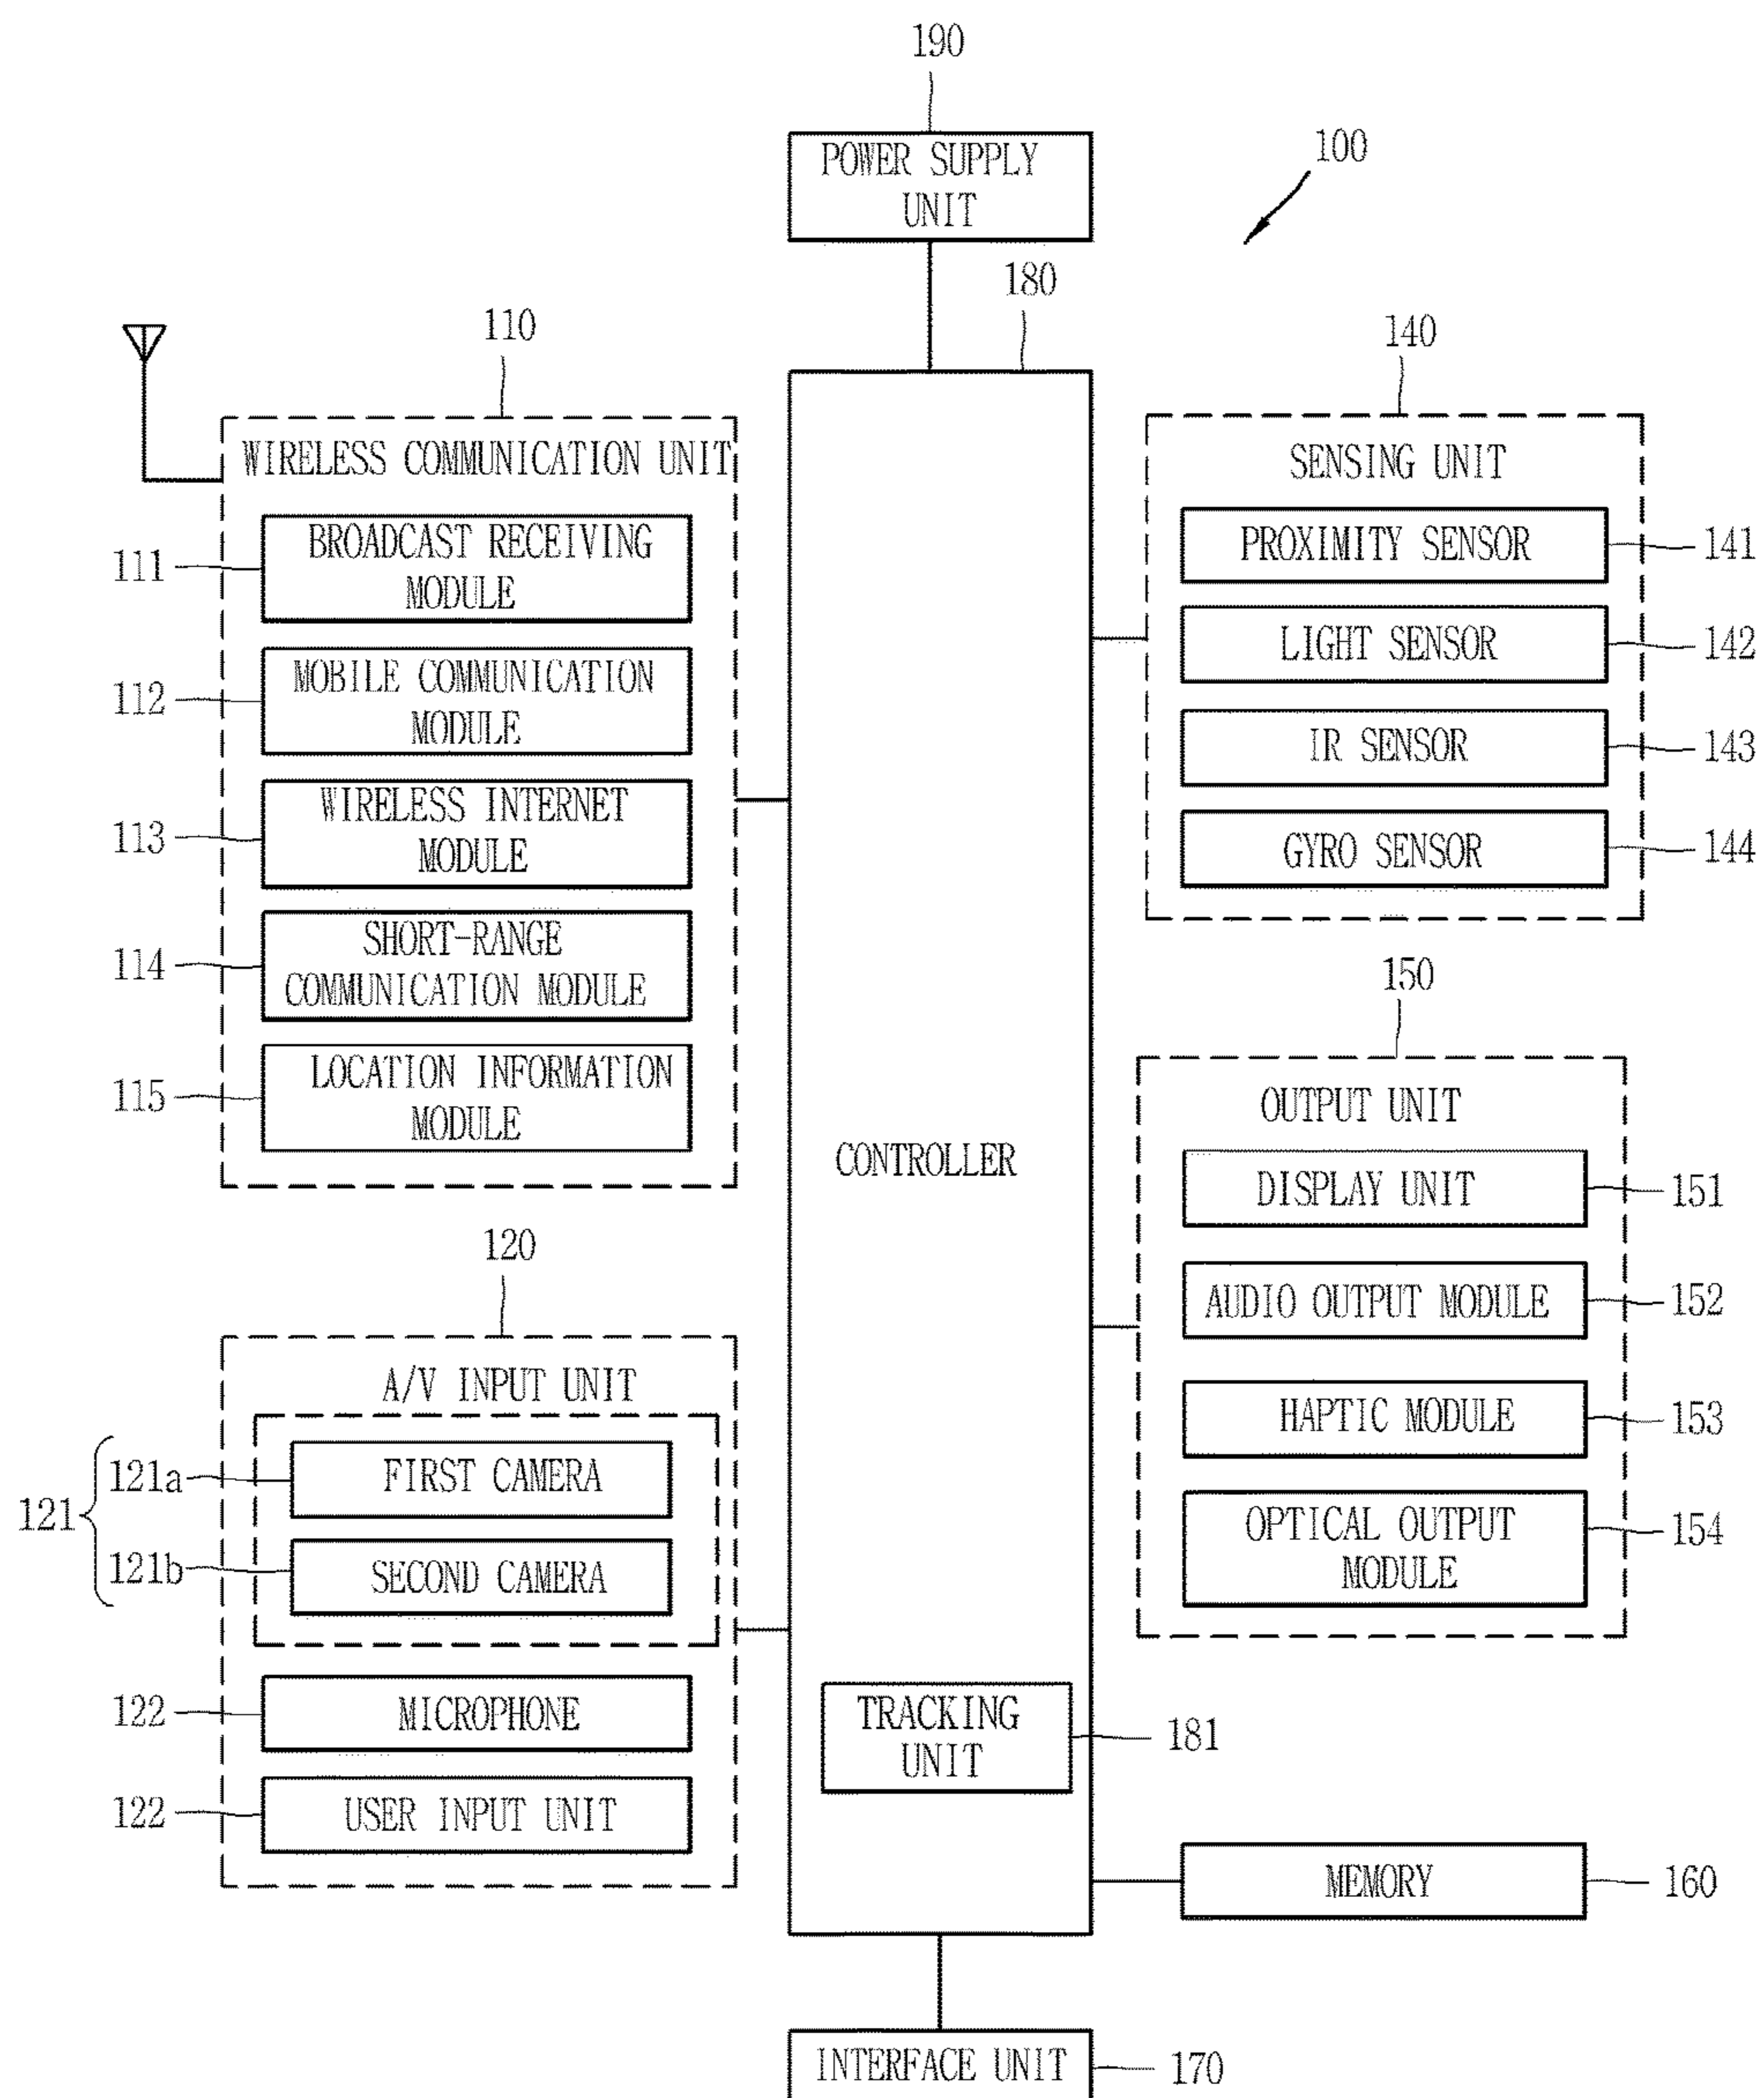 190
POWER SUPPLY
UNIT
100
180
110
WIRELESS COMMUNICATION UNIT
111
BROADCAST RECEIVING
MODULE
112
MOBILE COMMUNICATION
MODULE
113
WIRELESS INTERNET
MODULE
114
SHORT-RANGE
COMMUNICATION MODULE
115
LOCATION INFORMATION
MODULE
120
A/V INPUT UNIT
121
121a
FIRST CAMERA
121b
SECOND CAMERA
122
MICROPHONE
122
USER INPUT UNIT
CONTROLLER
TRACKING
UNIT
181
140
SENSING UNIT
PROXIMITY SENSOR
141
LIGHT SENSOR
142
IR SENSOR
143
GYRO SENSOR
144
150
OUTPUT UNIT
DISPLAY UNIT
151
AUDIO OUTPUT MODULE
152
HAPTIC MODULE
153
OPTICAL OUTPUT
MODULE
154
MEMORY
160
INTERFACE UNIT
170